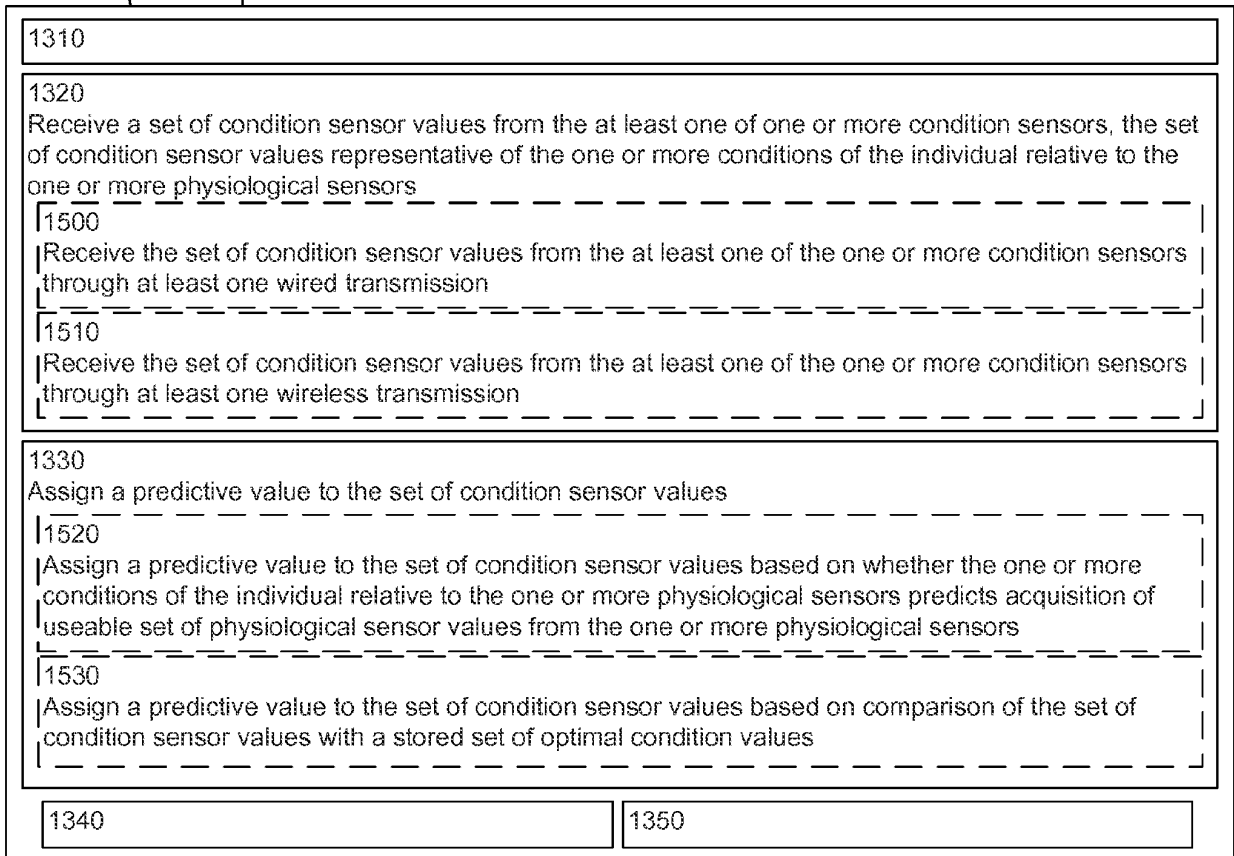 1310
1320
Receive a set of condition sensor values from the at least one of one or more condition sensors, the set
of condition sensor values representative of the one or more conditions of the individual relative to the
one or more physiological sensors
1500
Receive the set of condition sensor values from the at least one of the one or more condition sensors
through at least one wired transmission
1510
Receive the set of condition sensor values from the at least one of the one or more condition sensors
through at least one wireless transmission
1330
Assign a predictive value to the set of condition sensor values
1520
Assign a predictive value to the set of condition sensor values based on whether the one or more
conditions of the individual relative to the one or more physiological sensors predicts acquisition of
useable set of physiological sensor values from the one or more physiological sensors
1530
Assign a predictive value to the set of condition sensor values based on comparison of the set of
condition sensor values with a stored set of optimal condition values
1340
1350